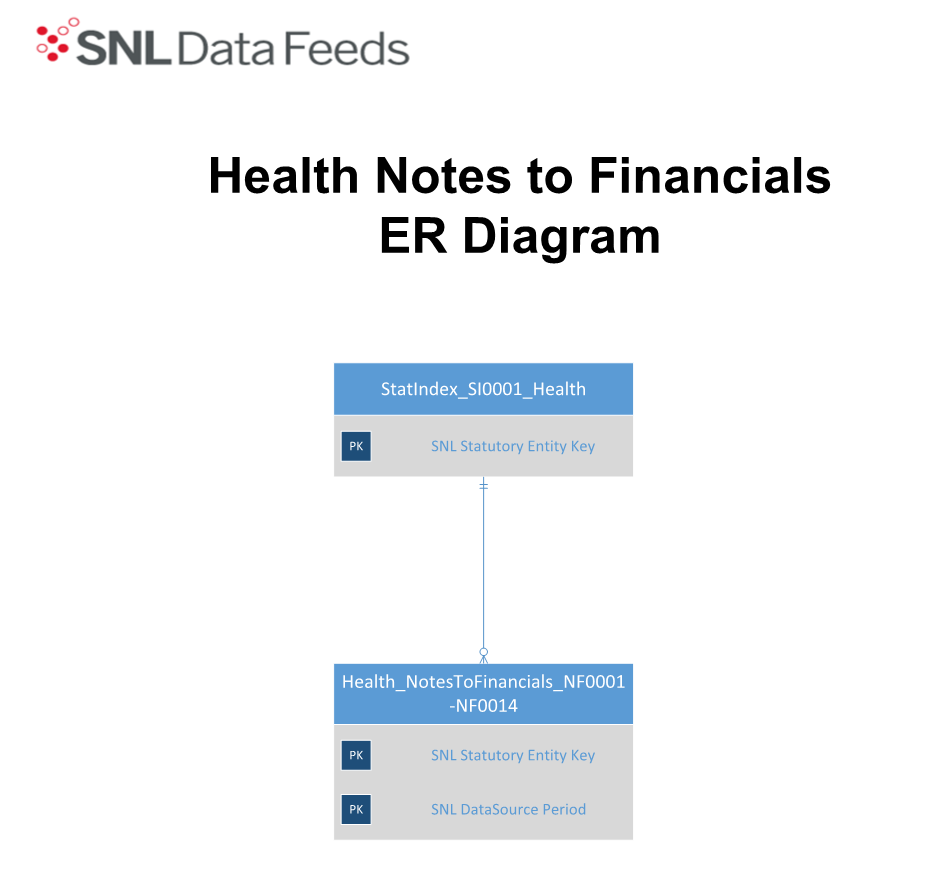 SNL Data Feeds
Health Notes to Financials
ER Diagram
StatIndex_SI0001_Health
PK SNL Statutory Entity Key
Health_NotesToFinancials_NF0001
-NF0014
PK SNL Statutory Entity Key
PK SNL DataSource Period